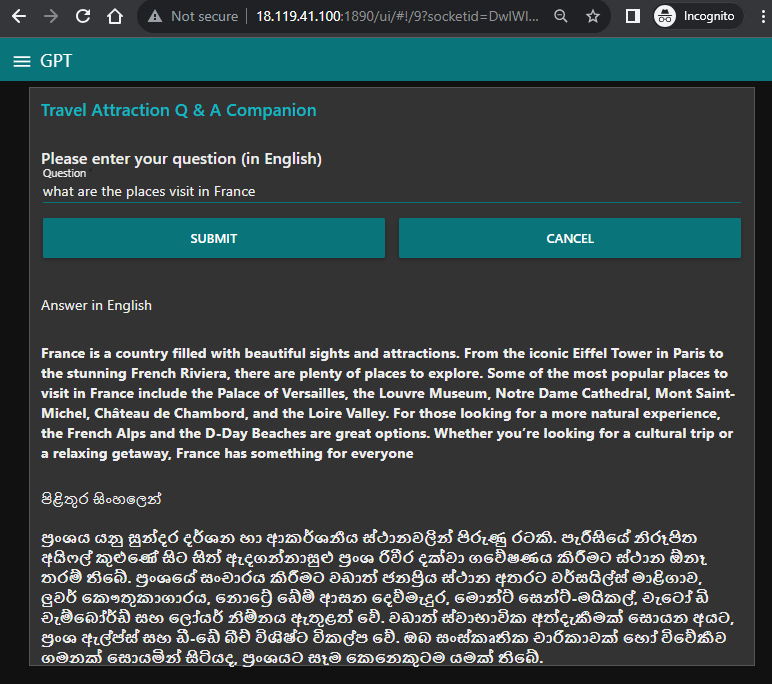 Not secure
18.119.41.100:1890/ui/#!/9?socketid=DwlWl...
Incognito
GPT
Travel Attraction Q & A Companion
Please enter your question (in English)
Question
what are the places visit in France
SUBMIT
CANCEL
Answer in English
France is a country filled with beautiful sights and attractions. From the iconic Eiffel Tower in Paris to
the stunning French Riviera, there are plenty of places to explore. Some of the most popular places to
visit in France include the Palace of Versailles, the Louvre Museum, Notre Dame Cathedral, Mont Saint-
Michel, Château de Chambord, and the Loire Valley. For those looking for a more natural experience,
the French Alps and the D-Day Beaches are great options. Whether you’re looking for a cultural trip or
a relaxing getaway, France has something for everyone
පිළිතුර සිංහලෙන්
ප්‍රංශය යනු සුන්දර දර්ශන හා ආකර්ශනීය ස්ථානවලින් පිරුණු රටකි. පැරීසියේ නිරූපිත
අයිෆල් කුළුණේ සිට සිත් ඇදගන්නාසුළු ප්‍රංශ රිවීර දක්වා ගවේෂණය කිරීමට ස්ථාන ඕනෑ
තරම් තිබේ. ප්‍රංශයේ සංචාරය කිරීමට වඩාත් ජනප්‍රිය ස්ථාන අතරට වර්සයිල්ස් මාළිගාව,
ලුවර් කෞතුකාගාරය, නොට්‍රේ ඩේම් ආසන දෙව්මැදුර, මොන්ට් සෙන්ට්-මයිකල්, චැටෝ ඩි
චැම්බෝර්ඩ් සහ ලෝයර් නිම්නය ඇතුළත් වේ. වඩාත් ස්වාභාවික අත්දැකීමක් සොයන අයට,
ප්‍රංශ ඇල්ප්ස් සහ ඩී-ඩේ බීච් විශිෂ්ට විකල්ප වේ. ඔබ සංස්කෘතික චාරිකාවක් හෝ විවේකීව
ගමනක් සොයමින් සිටියද, ප්‍රංශයට සෑම කෙනෙකුටම යමක් තිබේ.